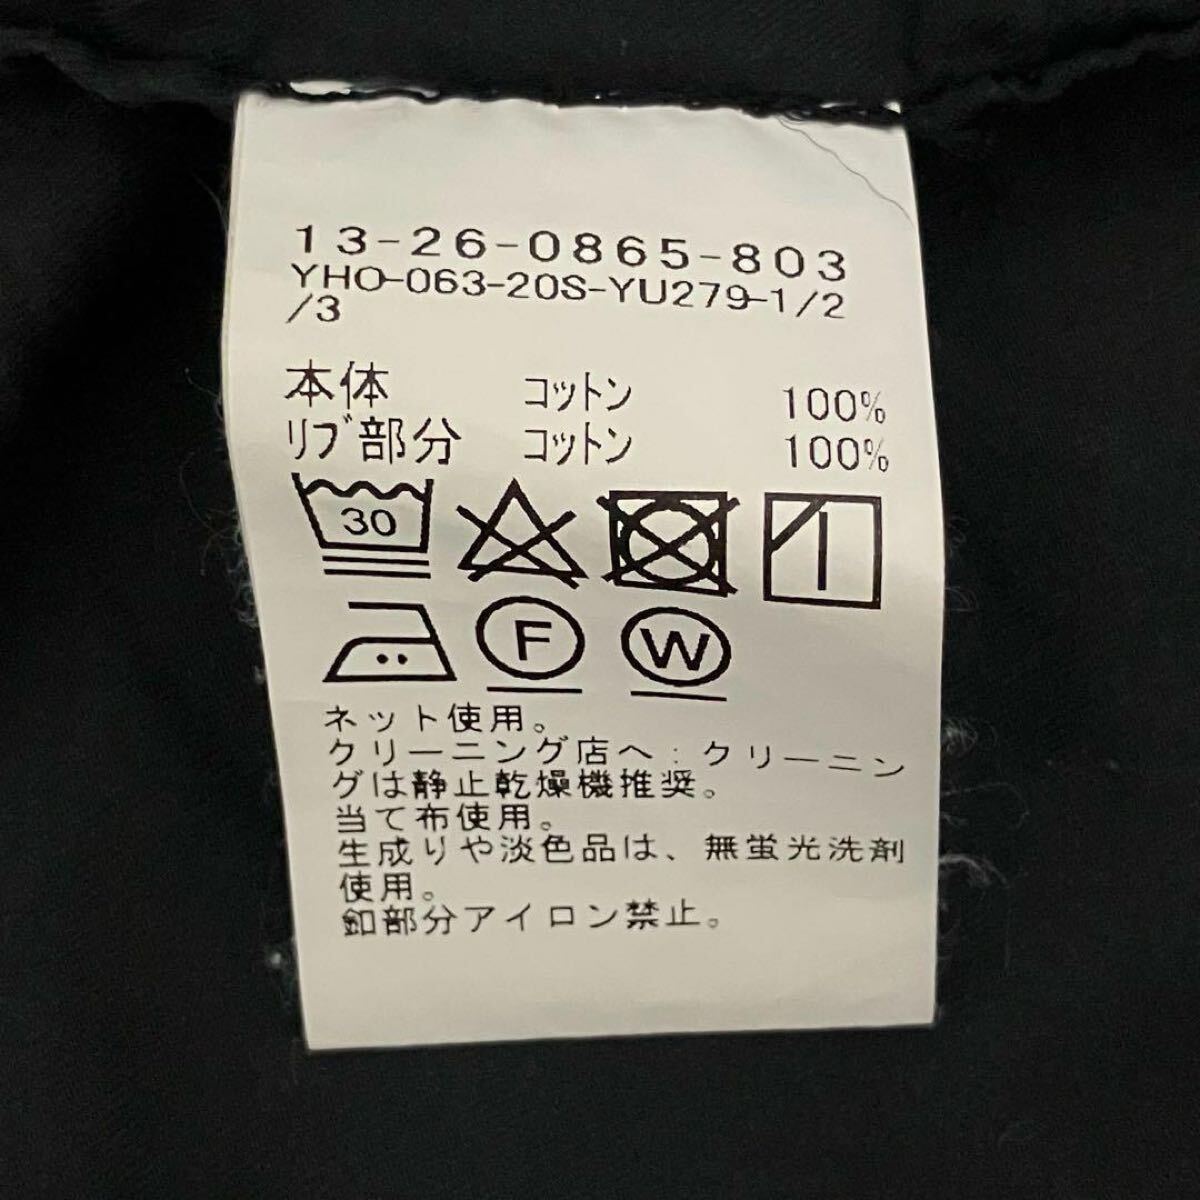 13-26-0865-803
YHO-063-20S-YU279-1/2
/3
本体 コットン 100%
リブ部分 コットン 100%
30
F W
ネット使用。
クリーニング店へ:クリーニン
グは静止乾燥機推奨。
当て布使用。
生成りや淡色品は、無蛍光洗剤
使用。
釦部分アイロン禁止。